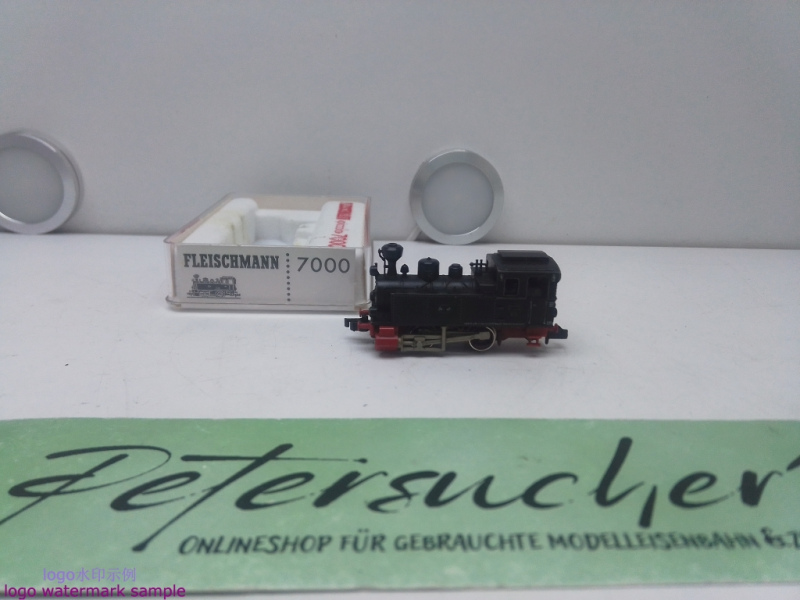 FLEISCHMANN 7000
Petersucher
ONLINESHOP FÜR GEBRAUCHTE MODELLEISENBAHN &
logo水印示例
logo watermark sample